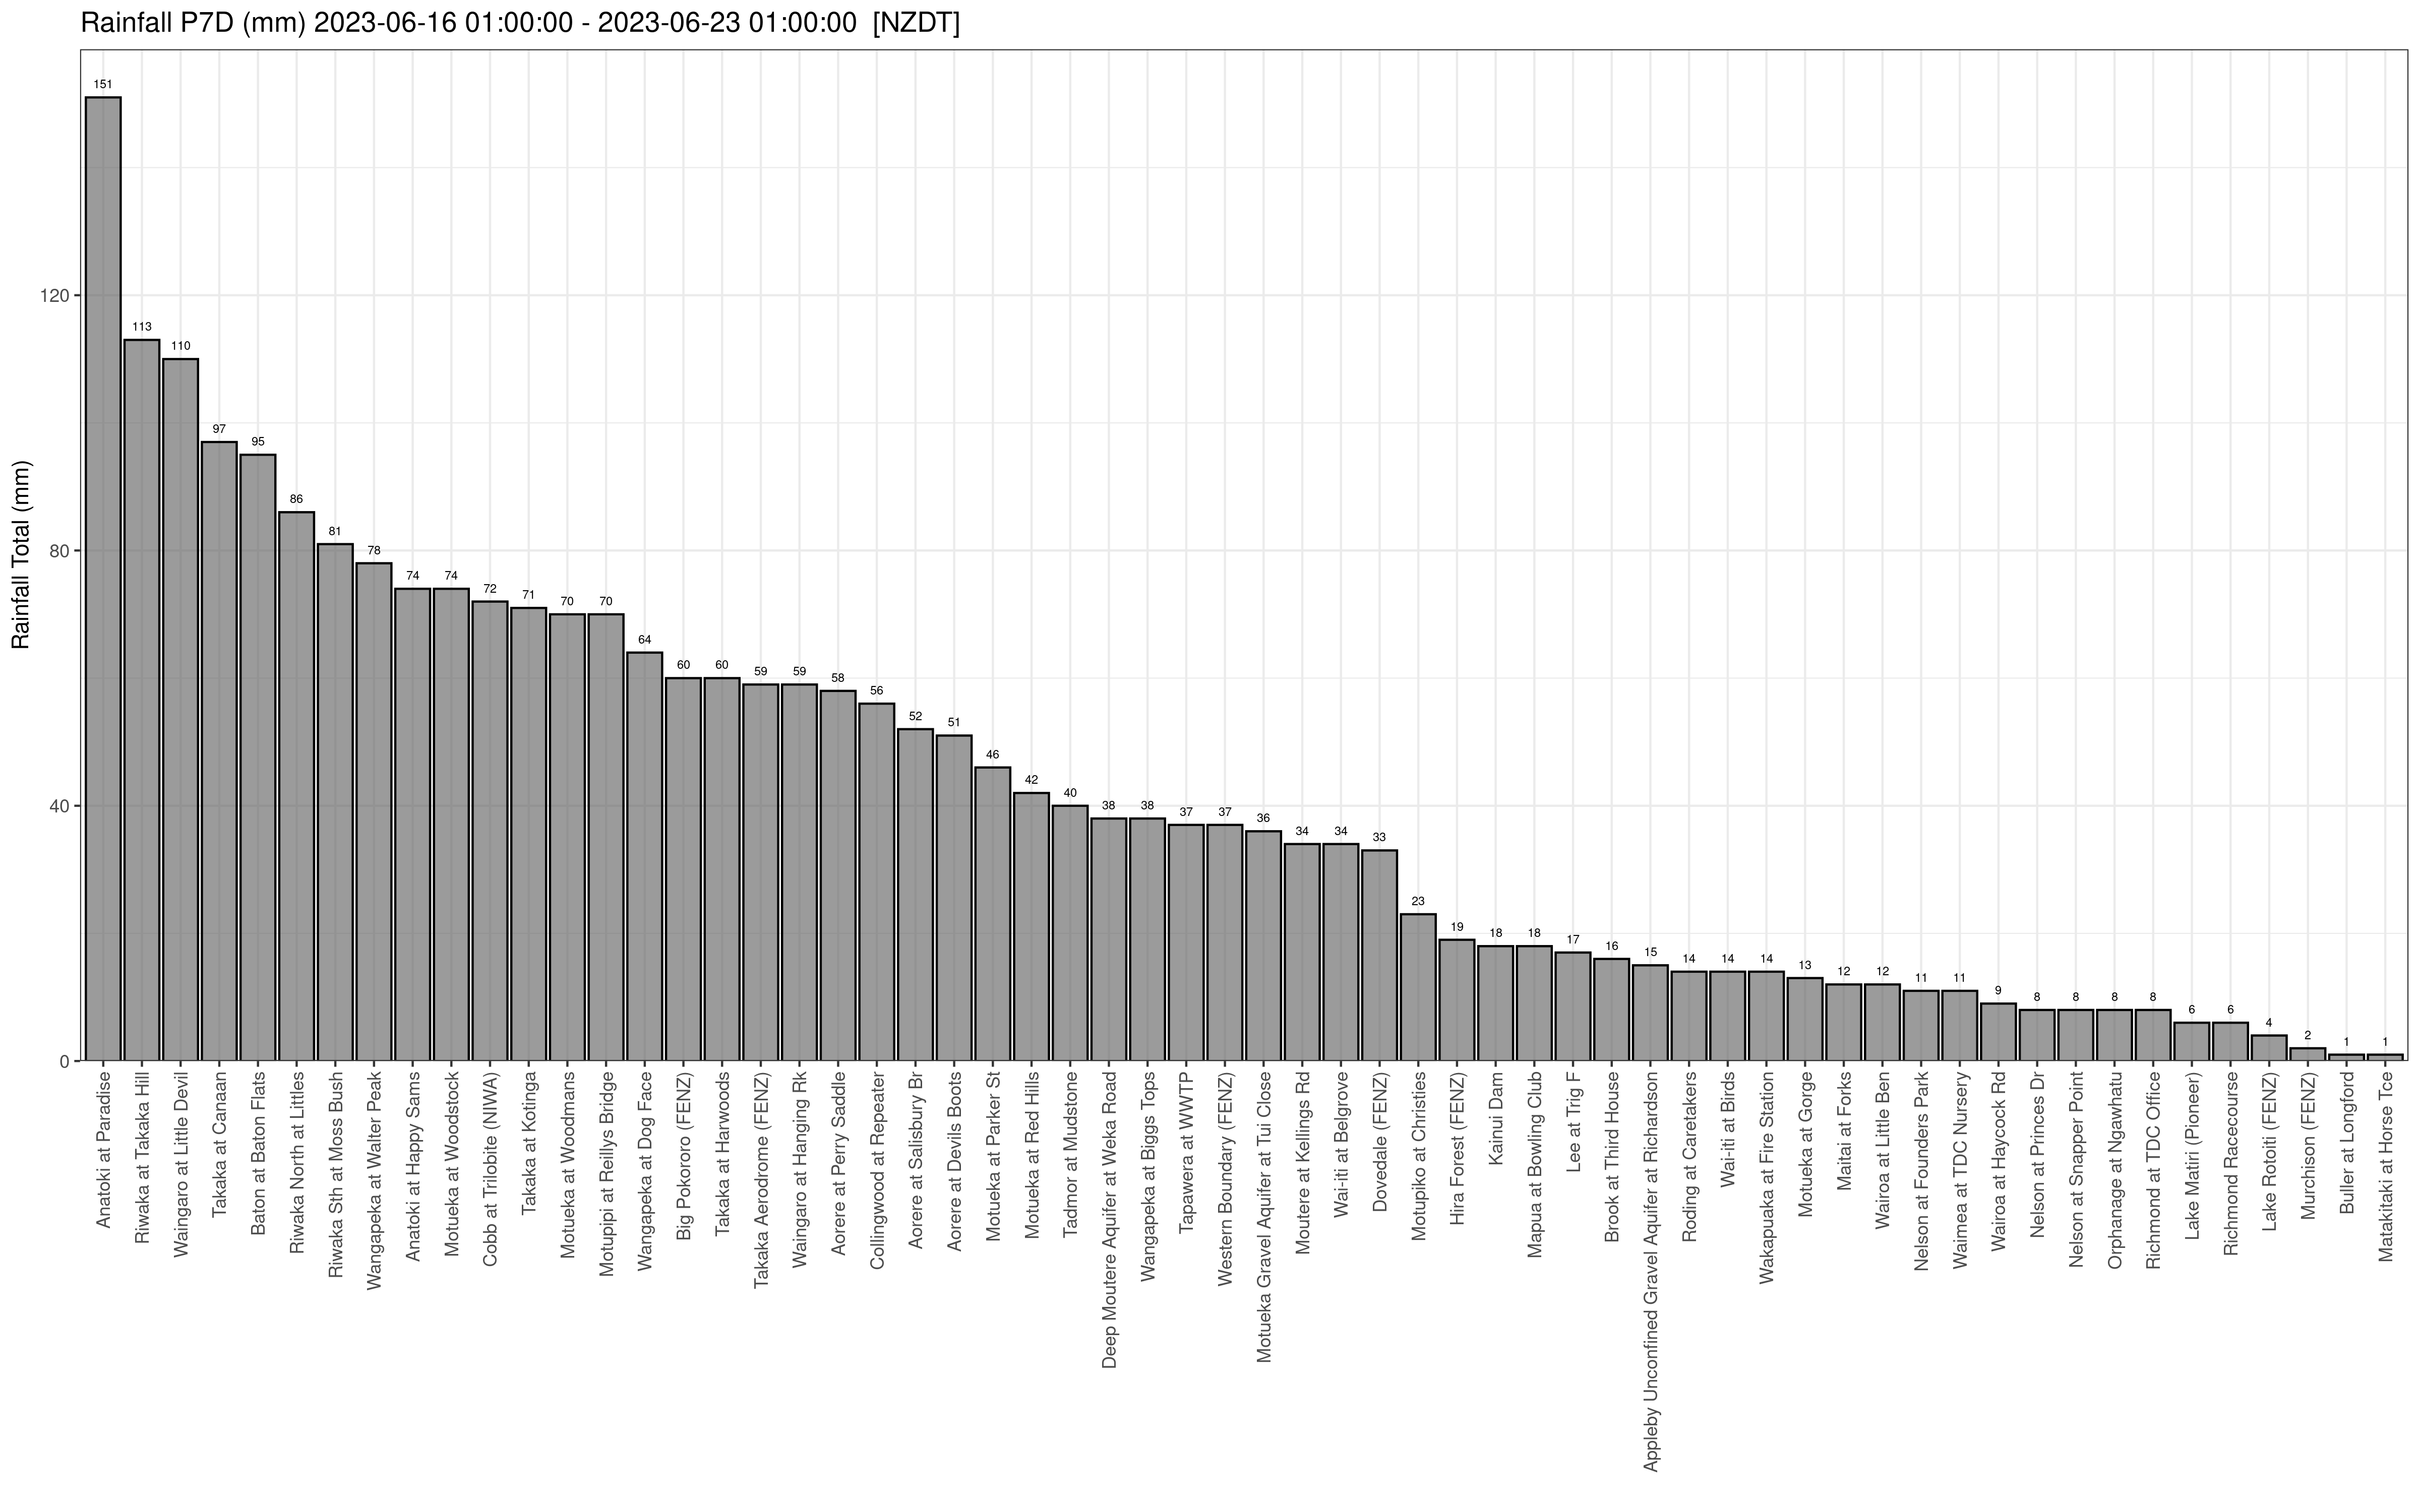 Rainfall P7D (mm) 2023-06-16 01:00:00 - 2023-06-23 01:00:00 [NZDT]
Rainfall Total (mm)
120
80
40
0
151
113
110
97
95
86
81
78
74
74
72
71
70
70
64
60
60
59
59
58
56
52
51
46
42
40
38
38
37
37
36
34
34
33
23
19
18
18
17
16
15
14
14
14
13
12
12
11
11
9
8
8
8
8
6
6
4
2
1
1
Anatoki at Paradise
Riwaka at Takaka Hill
Waingaro at Little Devil
Takaka at Canaan
Baton at Baton Flats
Riwaka North at Littles
Riwaka Sth at Moss Bush
Wangapeka at Walter Peak
Anatoki at Happy Sams
Motueka at Woodstock
Cobb at Trilobite (NIWA)
Takaka at Kotinga
Motueka at Woodmans
Motupipi at Reillys Bridge
Wangapeka at Dog Face
Big Pokororo (FENZ)
Takaka at Harwoods
Takaka Aerodrome (FENZ)
Waingaro at Hanging Rk
Aorere at Perry Saddle
Collingwood at Repeater
Aorere at Salisbury Br
Aorere at Devils Boots
Motueka at Parker St
Motueka at Red Hills
Tadmor at Mudstone
Deep Moutere Aquifer at Weka Road
Wangapeka at Biggs Tops
Tapawera at WWTP
Western Boundary (FENZ)
Motueka Gravel Aquifer at Tui Close
Moutere at Kellings Rd
Wai-iti at Belgrove
Dovedale (FENZ)
Motupiko at Christies
Hira Forest (FENZ)
Kainui Dam
Mapua at Bowling Club
Lee at Trig F
Brook at Third House
Appleby Unconfined Gravel Aquifer at Richardson
Roding at Caretakers
Wai-iti at Birds
Wakapuaka at Fire Station
Motueka at Gorge
Maitai at Forks
Wairoa at Little Ben
Nelson at Founders Park
Waimea at TDC Nursery
Wairoa at Haycock Rd
Nelson at Princes Dr
Nelson at Snapper Point
Orphanage at Ngawhatu
Richmond at TDC Office
Lake Matiri (Pioneer)
Richmond Racecourse
Lake Rotoiti (FENZ)
Murchison (FENZ)
Buller at Longford
Matakitaki at Horse Tce